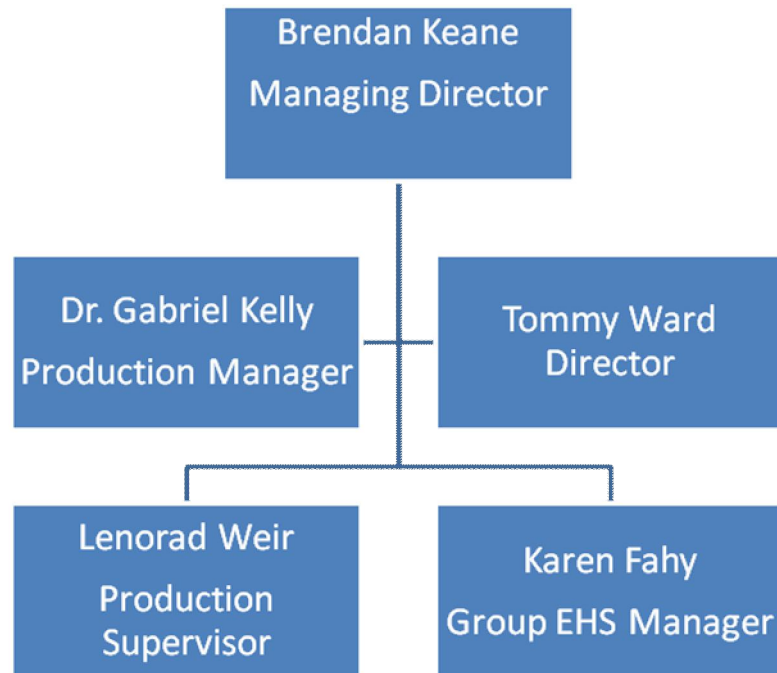 Brendan Keane
Managing Director
Dr. Gabriel Kelly
Production Manager
Tommy Ward
Director
Lenorad Weir
Production
Supervisor
Karen Fahy
Group EHS Manager